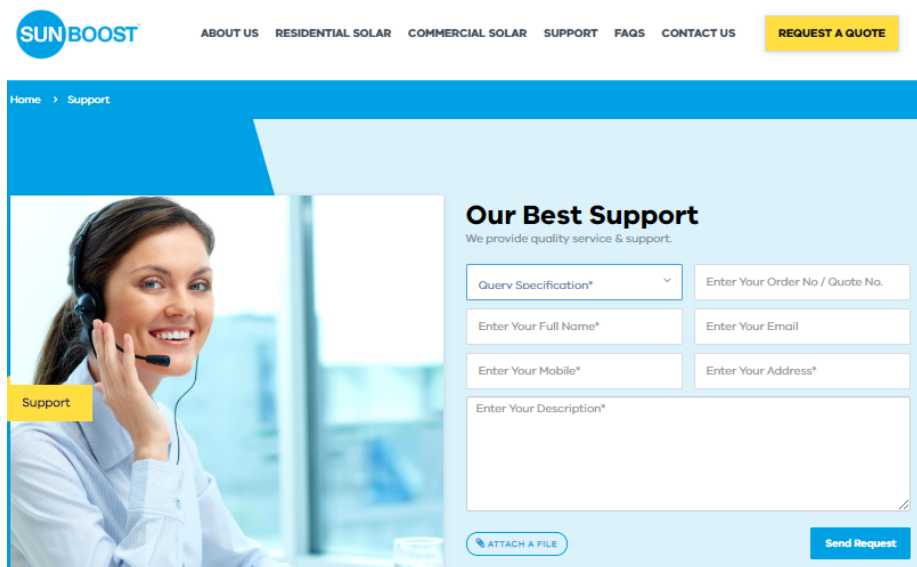 SUNBOOST
ABOUT US RESIDENTIAL SOLAR COMMERCIAL SOLAR SUPPORT FAQS CONTACT US REQUEST A QUOTE
Home > Support
Our Best Support
We provide quality service & support.
Query Specification* Enter Your Order No / Quote No.
Enter Your Full Name* Enter Your Email
Enter Your Mobile* Enter Your Address*
Support
Enter Your Description*
ATTACH A FILE Send Request